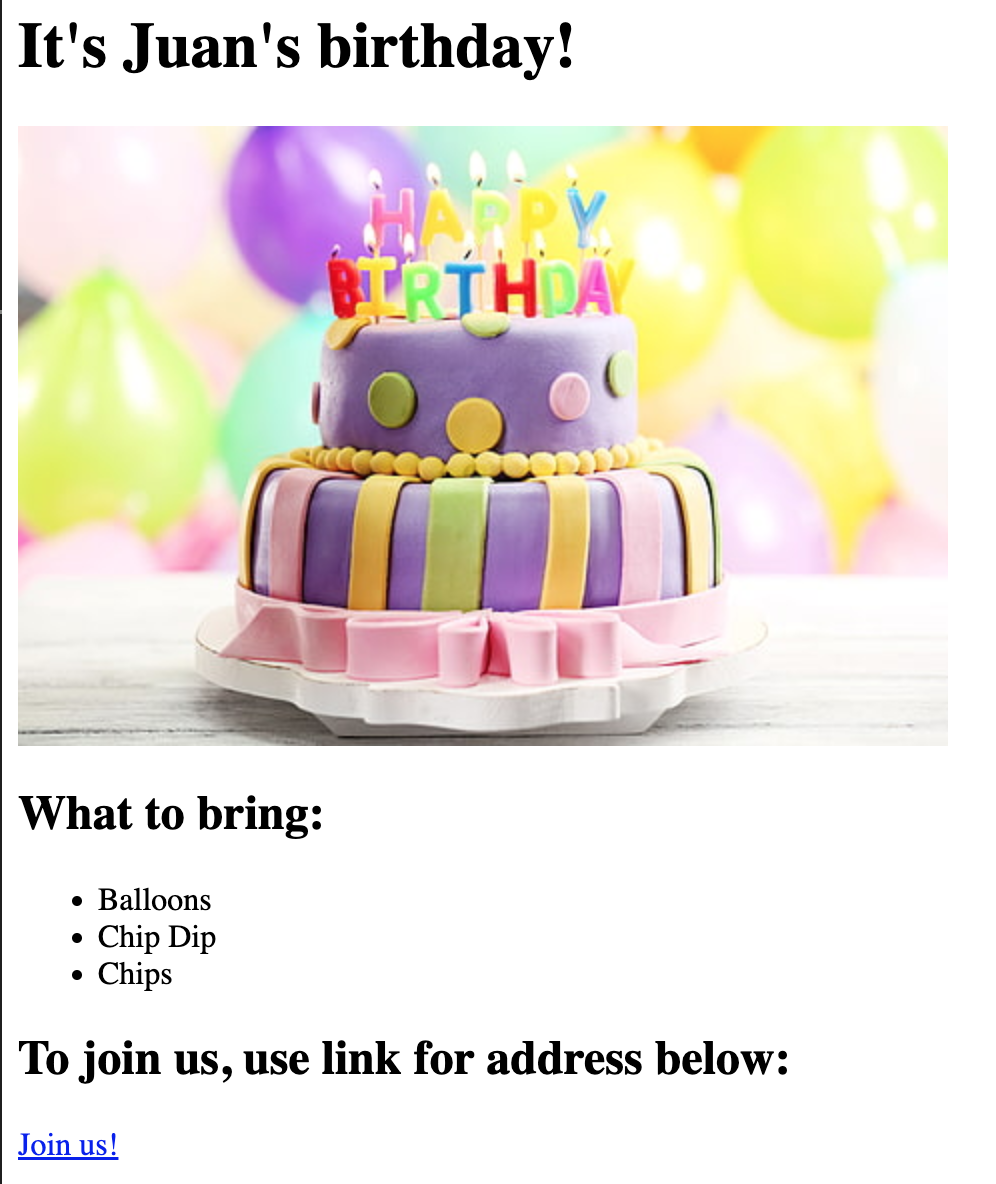 It's Juan's birthday!
HAPPY
BIRTHDAY
What to bring:
Balloons
Chip Dip
Chips
To join us, use link for address below:
Join us!